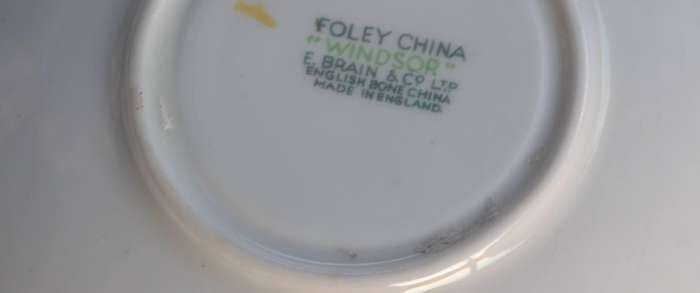 FOLEY CHINA
"WINDSOR"
E. BRAIN & Co LTD
ENGLISH BONE CHINA
MADE IN ENGLAND.